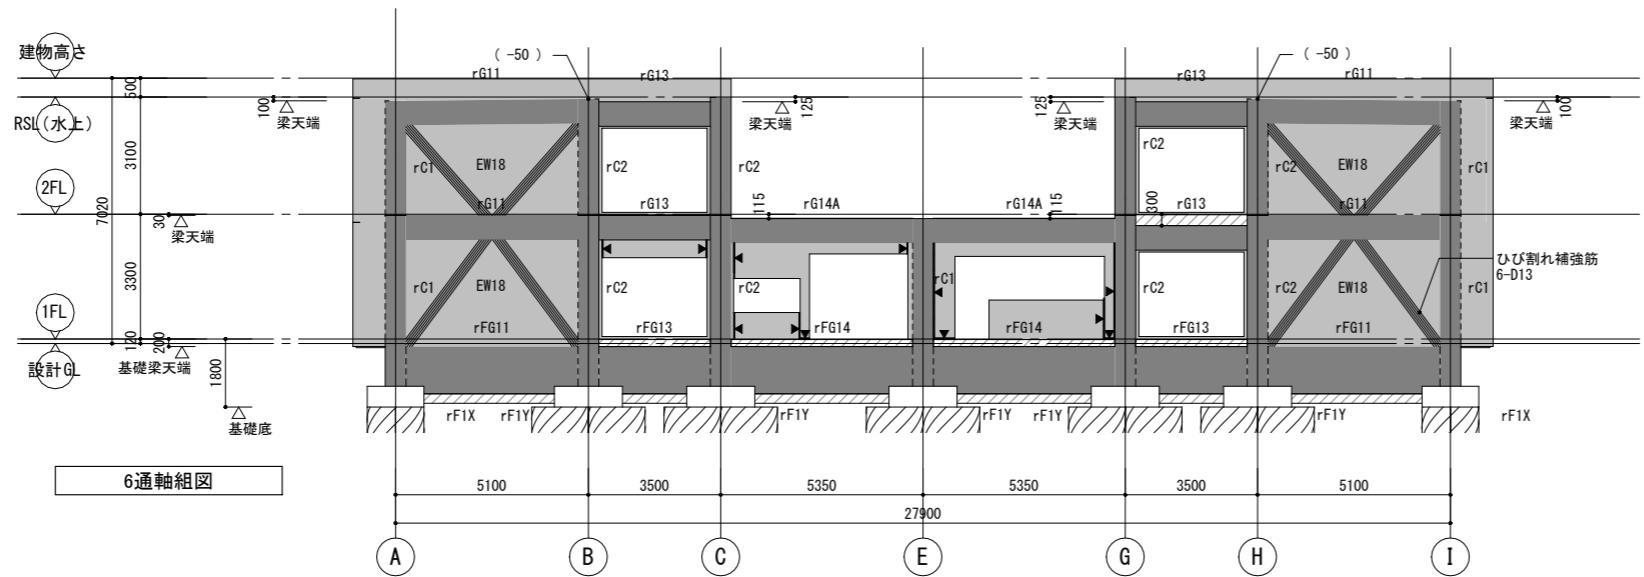 建物高さ
( -50 )
( -50 )
rG11
rG13
rG13
rG11
500
100
梁天端
125
梁天端
125
梁天端
100
梁天端
RSL(水上)
3100
rC1
EW18
rC2
rC2
rC2
rC2
EW18
rC1
2FL
7020
30
梁天端
rG11
rG13
115
rG14A
rG14A
115
300
rG13
rG11
3300
rC1
EW18
rC2
rC2
rC1
rC2
rC2
EW18
rC1
ひび割れ補強筋
6-D13
1FL
rFG11
rFG13
rFG14
rFG14
rFG13
rFG11
120
200
設計GL
基礎梁天端
1800
基礎底
rF1X
rF1Y
rF1Y
rF1Y
rF1Y
rF1Y
rF1X
6通軸組図
5100
3500
5350
5350
3500
5100
27900
A
B
C
E
G
H
I